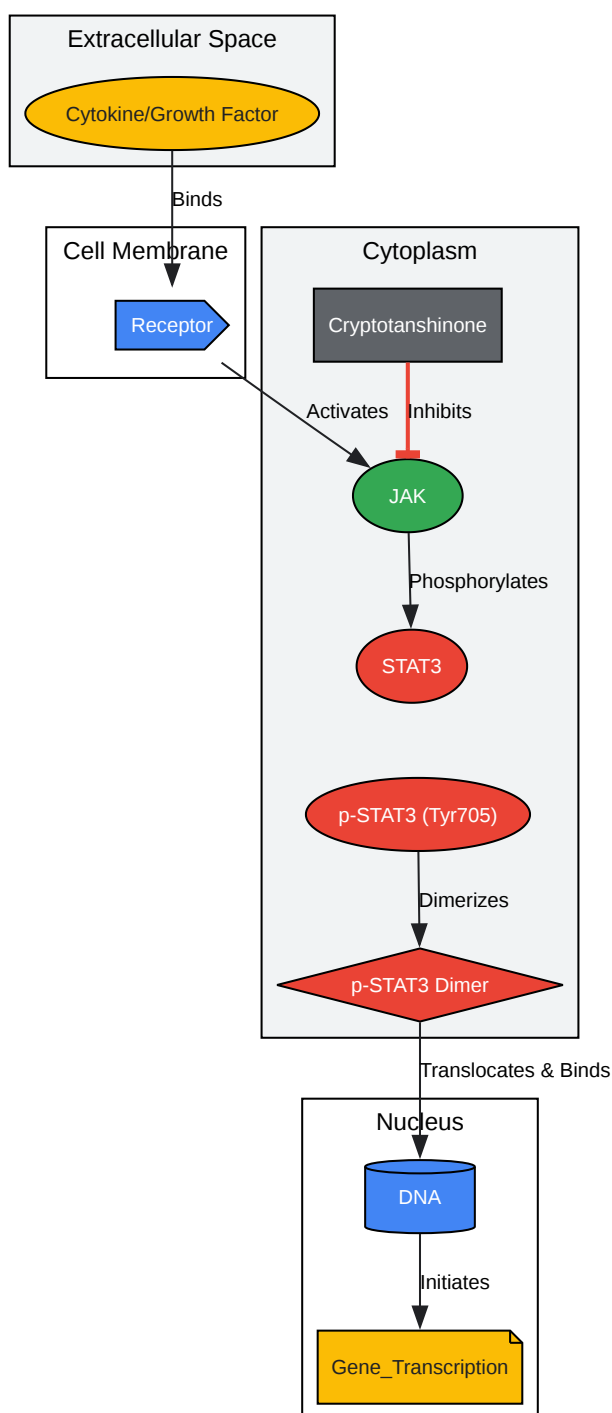 Extracellular Space
Cytokine/Growth Factor
Binds
Cell Membrane
Receptor
Cytoplasm
Cryptotanshinone
Activates
Inhibits
JAK
Phosphorylates
STAT3
p-STAT3 (Tyr705)
Dimerizes
p-STAT3 Dimer
Translocates & Binds
Nucleus
DNA
Initiates
Gene_Transcription